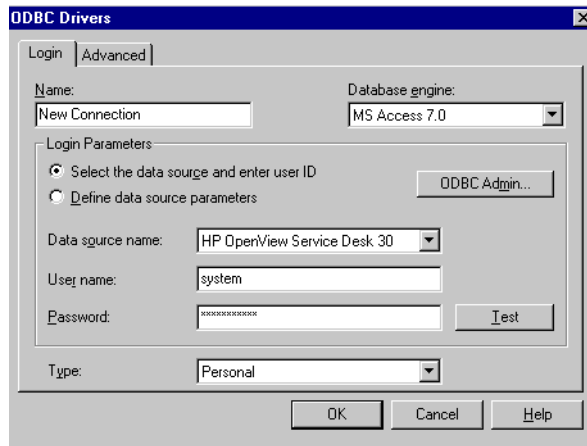 ODBC Drivers
Login Advanced
Name: Database engine:
New Connection MS Access 7.0
Login Parameters
Select the data source and enter user ID
ODBC Admin...
Define data source parameters
Data source name: HP OpenView Service Desk 30
User name: system
Password: xxxxxxxxxxx Test
Type: Personal
OK Cancel Help